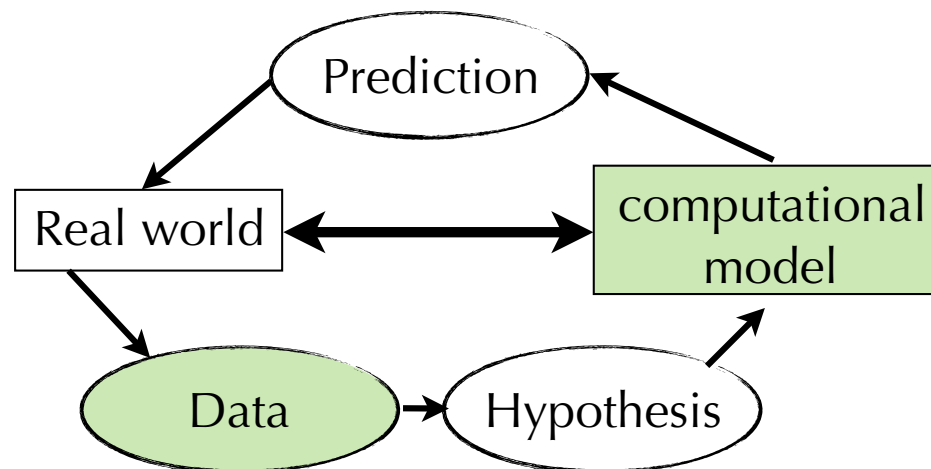 Prediction
Real world
computational
model
Data
Hypothesis